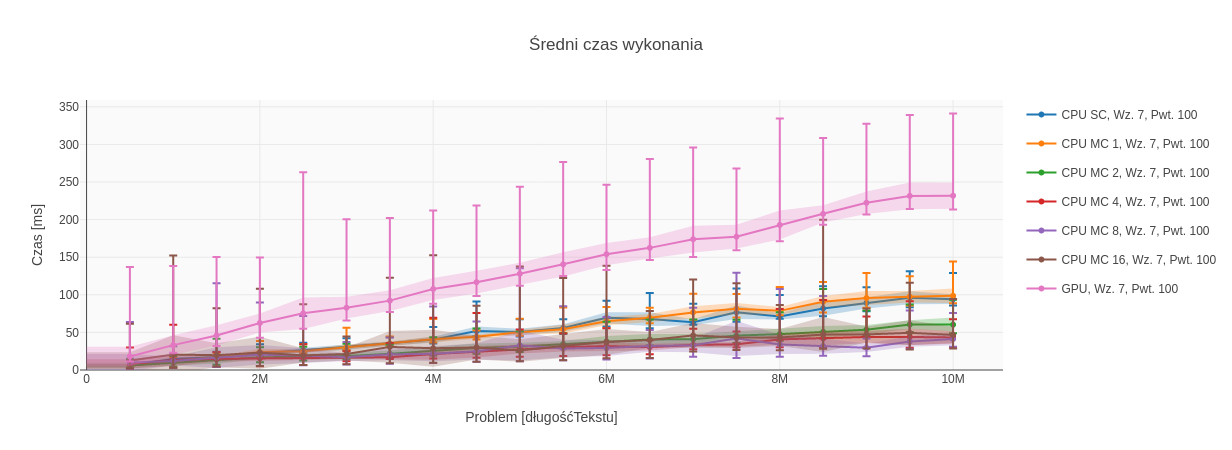 Średni czas wykonania
350
300
250
200
150
100
50
0
0
2M
4M
6M
8M
10M
Czas [ms]
Problem [długośćTekstu]
CPU SC, Wz. 7, Pwt. 100
CPU MC 1, Wz. 7, Pwt. 100
CPU MC 2, Wz. 7, Pwt. 100
CPU MC 4, Wz. 7, Pwt. 100
CPU MC 8, Wz. 7, Pwt. 100
CPU MC 16, Wz. 7, Pwt. 100
GPU, Wz. 7, Pwt. 100